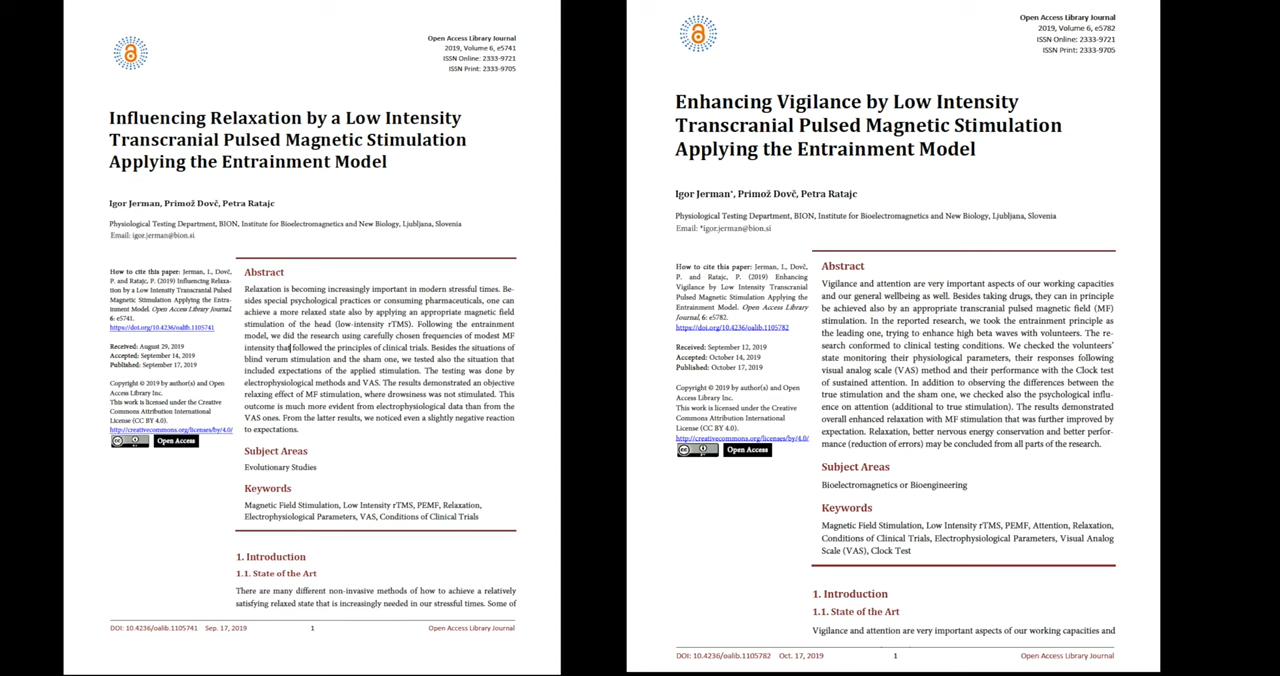 Open Access Library Journal
2019, Volume 6, e5741
ISSN Online: 2333-9721
ISSN Print: 2333-9705
Influencing Relaxation by a Low Intensity
Transcranial Pulsed Magnetic Stimulation
Applying the Entrainment Model
Igor Jerman, Primož Dovč, Petra Ratajc
Physiological Testing Department, BION, Institute for Bioelectromagnetics and New Biology, Ljubljana, Slovenia
Email: igor.jerman@bion.si
How to cite this paper: Jerman, I., Dovč,
P. and Ratajc, P. (2019) Influencing Relaxa-
tion by a Low Intensity Transcranial Pulsed
Magnetic Stimulation Applying the Entra-
inment Model. Open Access Library Journal,
6: e5741.
https://doi.org/10.4236/oalib.1105741
Received: August 29, 2019
Accepted: September 14, 2019
Published: September 17, 2019
Copyright © 2019 by author(s) and Open
Access Library Inc.
This work is licensed under the Creative
Commons Attribution International
License (CC BY 4.0).
http://creativecommons.org/licenses/by/4.0/
Open Access
Abstract
Relaxation is becoming increasingly important in modern stressful times. Be-
sides special psychological practices or consuming pharmaceuticals, one can
achieve a more relaxed state also by applying an appropriate magnetic field
stimulation of the head (low-intensity rTMS). Following the entrainment
model, we did the research using carefully chosen frequencies of modest MF
intensity that followed the principles of clinical trials. Besides the situations of
blind verum stimulation and the sham one, we tested also the situation that
included expectations of the applied stimulation. The testing was done by
electrophysiological methods and VAS. The results demonstrated an objective
relaxing effect of MF stimulation, where drowsiness was not stimulated. This
outcome is much more evident from electrophysiological data than from the
VAS ones. From the latter results, we noticed even a slightly negative reaction
to expectations.
Subject Areas
Evolutionary Studies
Keywords
Magnetic Field Stimulation, Low Intensity rTMS, PEMF, Relaxation,
Electrophysiological Parameters, VAS, Conditions of Clinical Trials
1. Introduction
1.1. State of the Art
There are many different non-invasive methods of how to achieve a relatively
satisfying relaxed state that is increasingly needed in our stressful times. Some of
DOI: 10.4236/oalib.1105741 Sep. 17, 2019 1 Open Access Library Journal
Open Access Library Journal
2019, Volume 6, e5782
ISSN Online: 2333-9721
ISSN Print: 2333-9705
Enhancing Vigilance by Low Intensity
Transcranial Pulsed Magnetic Stimulation
Applying the Entrainment Model
Igor Jerman*, Primož Dovč, Petra Ratajc
Physiological Testing Department, BION, Institute for Bioelectromagnetics and New Biology, Ljubljana, Slovenia
Email: *igor.jerman@bion.si
How to cite this paper: Jerman, I., Dovč,
P. and Ratajc, P. (2019) Enhancing
Vigilance by Low Intensity Transcranial
Pulsed Magnetic Stimulation Applying the
Entrainment Model. Open Access Library
Journal, 6: e5782.
https://doi.org/10.4236/oalib.1105782
Received: September 12, 2019
Accepted: October 14, 2019
Published: October 17, 2019
Copyright © 2019 by author(s) and Open
Access Library Inc.
This work is licensed under the Creative
Commons Attribution International
License (CC BY 4.0).
http://creativecommons.org/licenses/by/4.0/
Open Access
Abstract
Vigilance and attention are very important aspects of our working capacities
and our general wellbeing as well. Besides taking drugs, they can in principle
be achieved also by an appropriate transcranial pulsed magnetic field (MF)
stimulation. In the reported research, we took the entrainment principle as
the leading one, trying to enhance high beta waves with volunteers. The re-
search conformed to clinical testing conditions. We checked the volunteers'
state monitoring their physiological parameters, their responses following
visual analog scale (VAS) method and their performance with the Clock test
of sustained attention. In addition to observing the differences between the
true stimulation and the sham one, we checked also the psychological influ-
ence on attention (additional to true stimulation). The results demonstrated
overall enhanced relaxation with MF stimulation that was further improved by
expectation. Relaxation, better nervous energy conservation and better perfor-
mance (reduction of errors) may be concluded from all parts of the research.
Subject Areas
Bioelectromagnetics or Bioengineering
Keywords
Magnetic Field Stimulation, Low Intensity rTMS, PEMF, Attention, Relaxation,
Conditions of Clinical Trials, Electrophysiological Parameters, Visual Analog
Scale (VAS), Clock Test
1. Introduction
1.1. State of the Art
Vigilance and attention are very important aspects of our working capacities and
DOI: 10.4236/oalib.1105782 Oct. 17, 2019 1 Open Access Library Journal